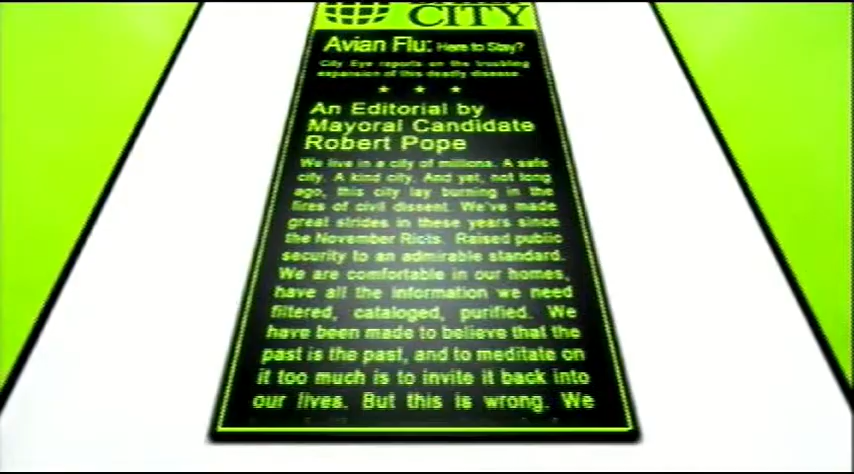 CITY
Avian Flu: Here to Stay?
City Eye reports on the troubling
expansion of this deadly disease.
An Editorial by
Mayoral Candidate
Robert Pope
We live in a city of millions. A safe
city. A kind city. And yet, not long
ago, this city lay burning in the
fires of civil dissent. We've made
great strides in these years since
the November Riots. Raised public
security to an admirable standard.
We are comfortable in our homes,
have all the information we need
filtered, cataloged, purified. We
have been made to believe that the
past is the past, and to meditate on
it too much is to invite it back into
our lives. But this is wrong. We